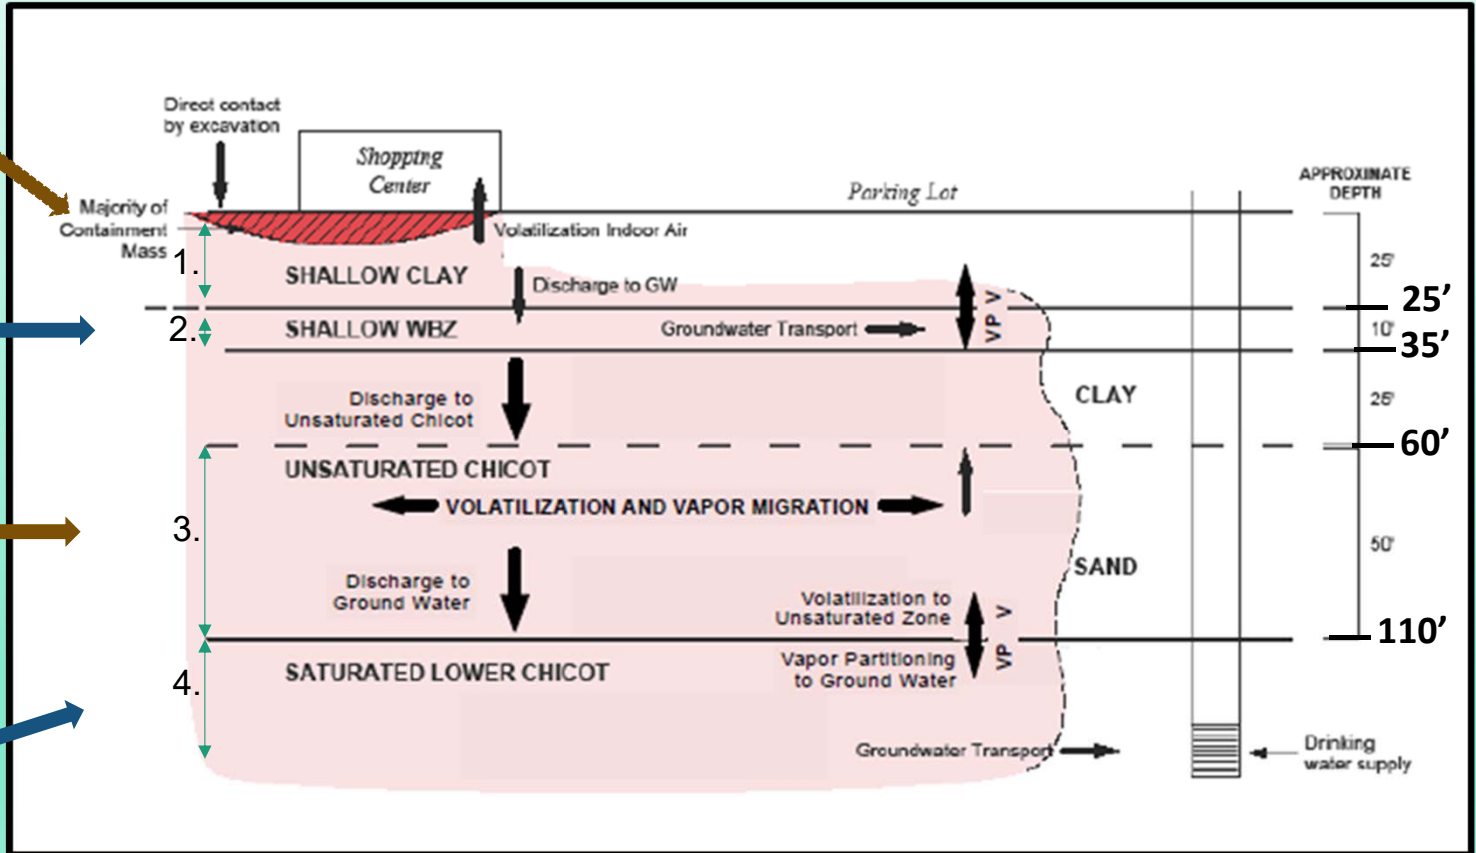 Direct contact
by excavation
Shopping
Center
Parking Lot
APPROXINATE
DEPTH
Majority of
Containment
Mass
Volatilization Indoor Air
1.
25'
SHALLOW CLAY
Discharge to GW
25’
2.
SHALLOW WBZ
Groundwater Transport
VP V
10'
35’
Discharge to
Unsaturated Chicot
CLAY
25'
60’
UNSATURATED CHICOT
VOLATILIZATION AND VAPOR MIGRATION
3.
50'
SAND
Discharge to
Ground Water
Volatilization to
Unsaturated Zone
VP V
110’
SATURATED LOWER CHICOT
Vapor Partitioning
to Ground Water
4.
Groundwater Transport
Drinking
water supply